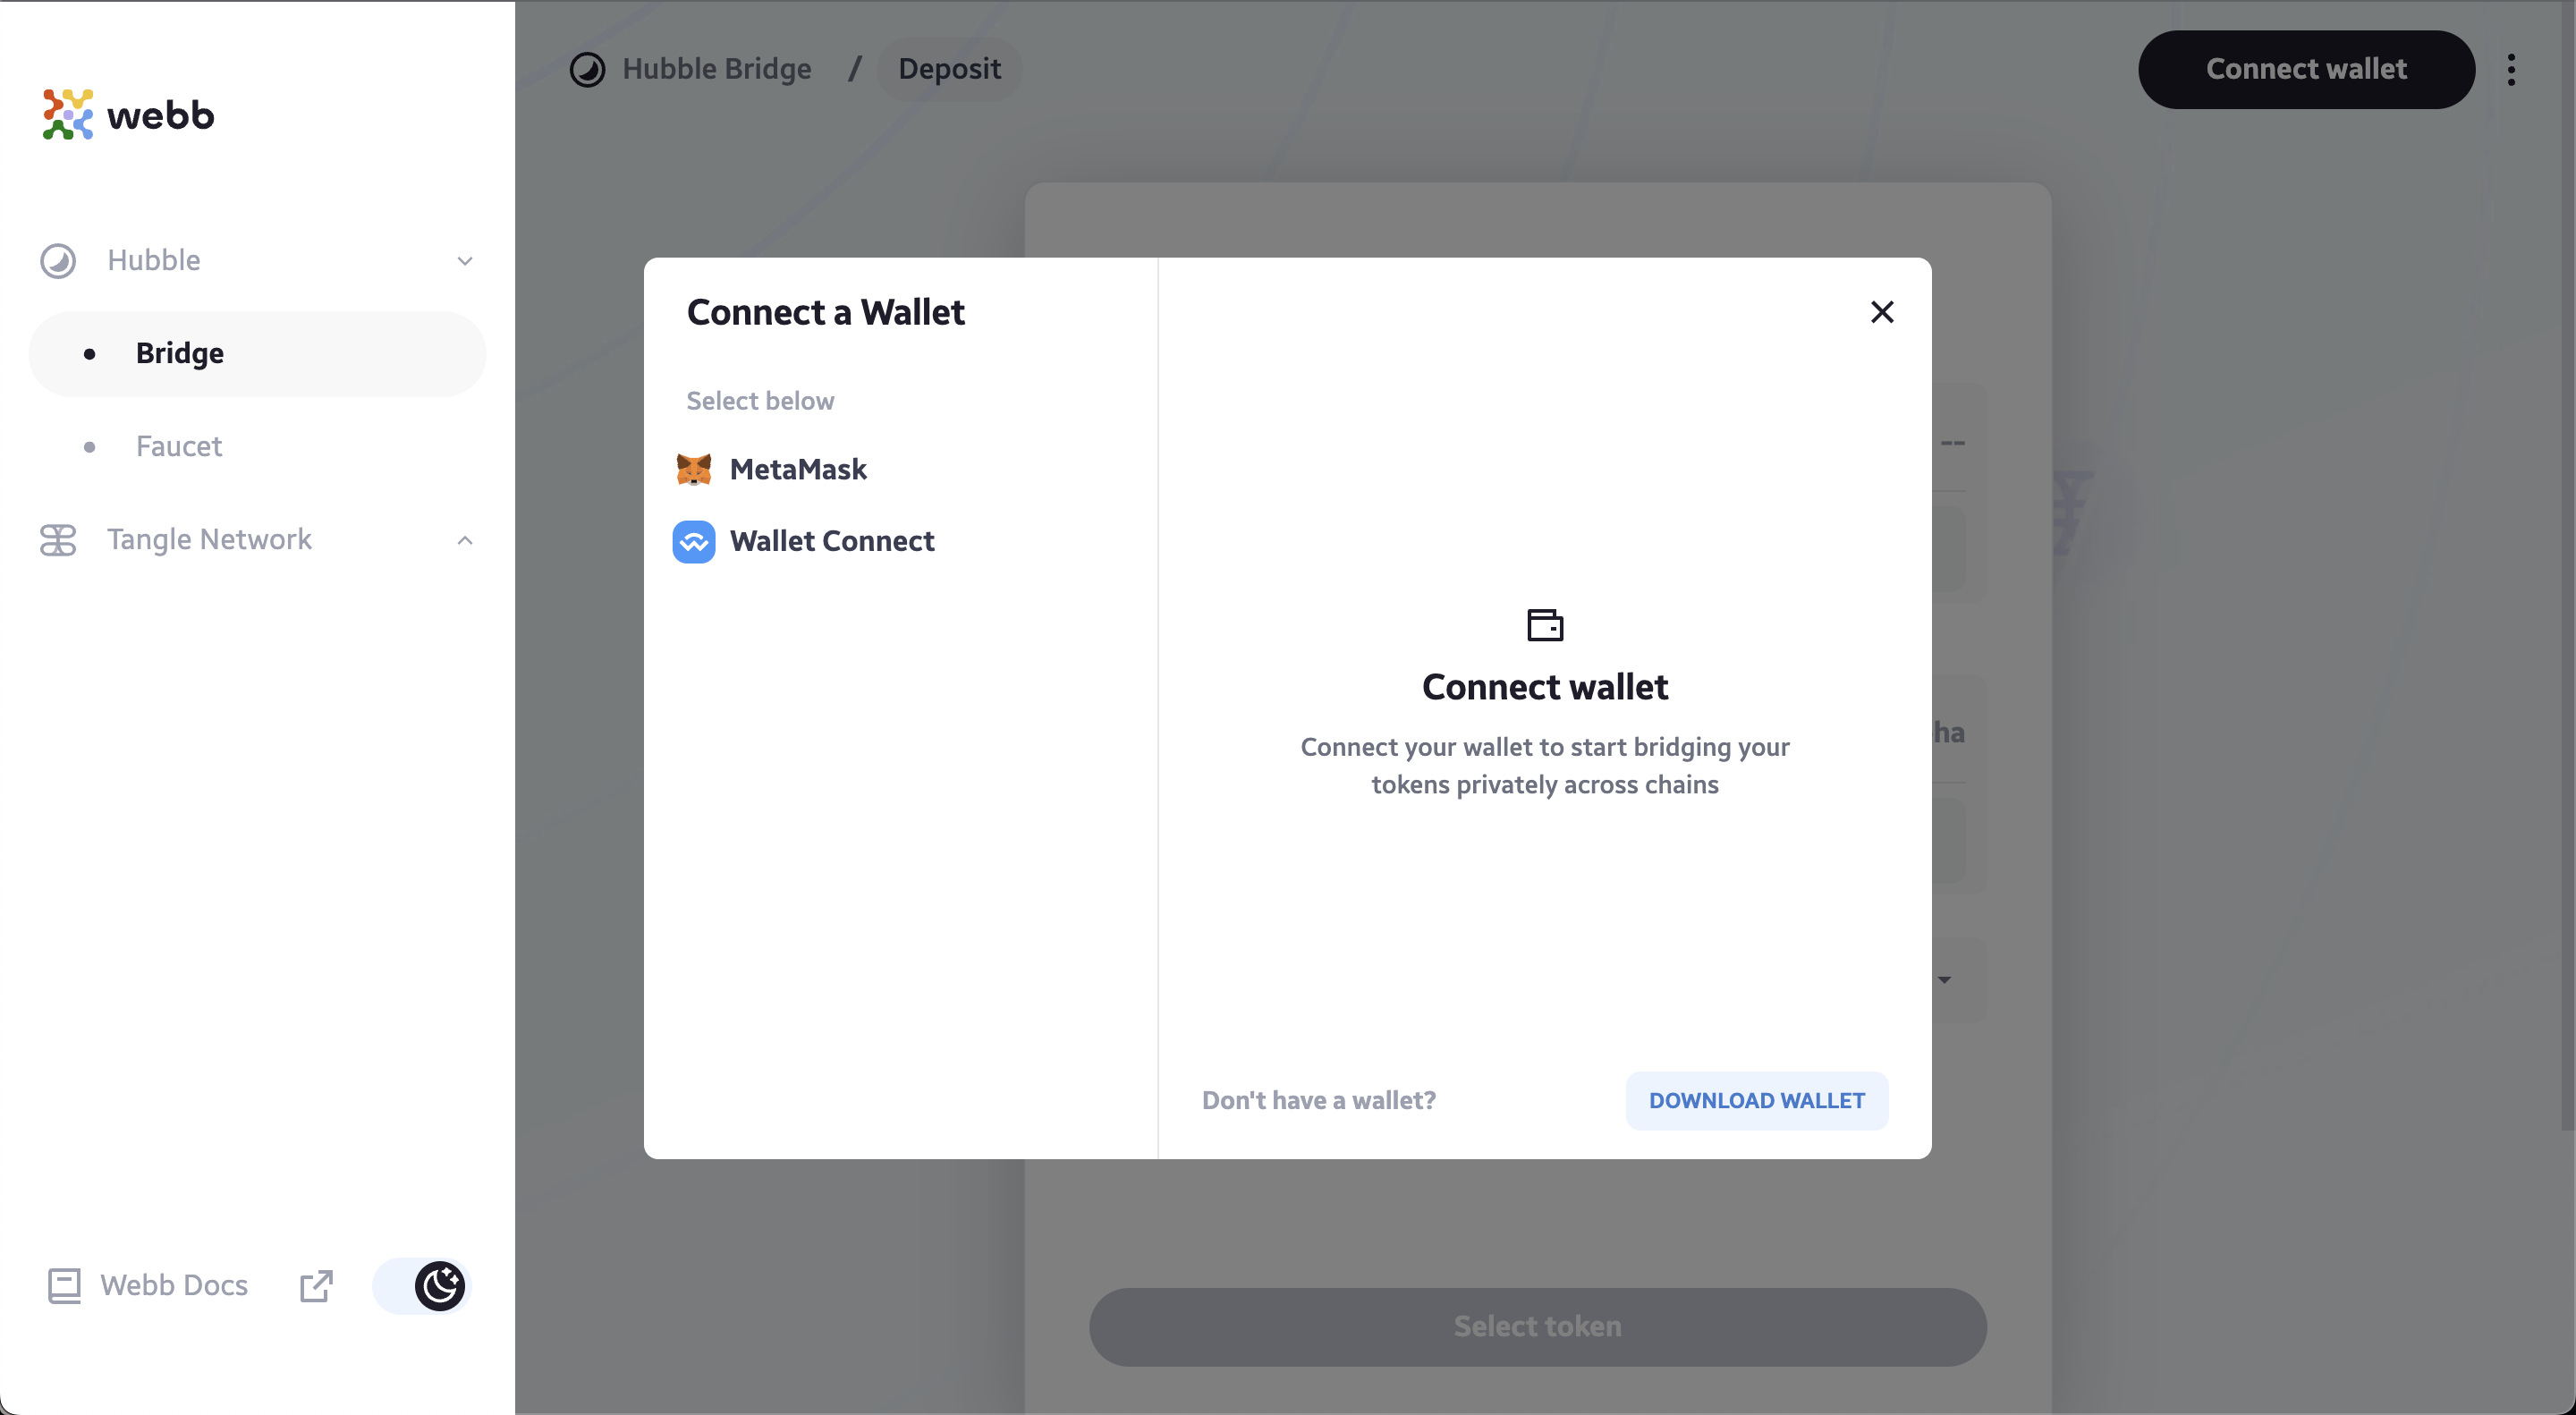 webb
Hubble
Bridge
Faucet
Tangle Network
Webb Docs
Hubble Bridge / Deposit
Connect wallet
Connect a Wallet
Select below
MetaMask
Wallet Connect
Connect wallet
Connect your wallet to start bridging your
tokens privately across chains
Don't have a wallet?
DOWNLOAD WALLET
--
Select token